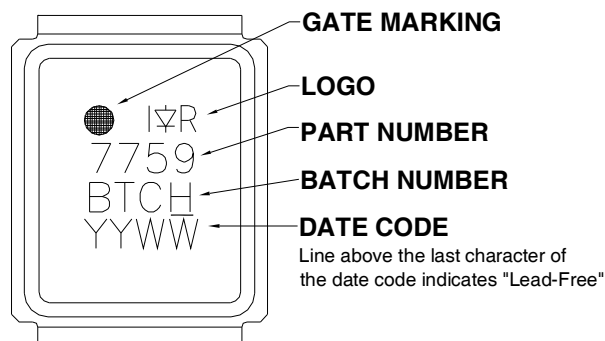 GATE MARKING
LOGO
PART NUMBER
BATCH NUMBER
DATE CODE
Line above the last character of
the date code indicates "Lead-Free"
I R
7759
BTCH
YYWW